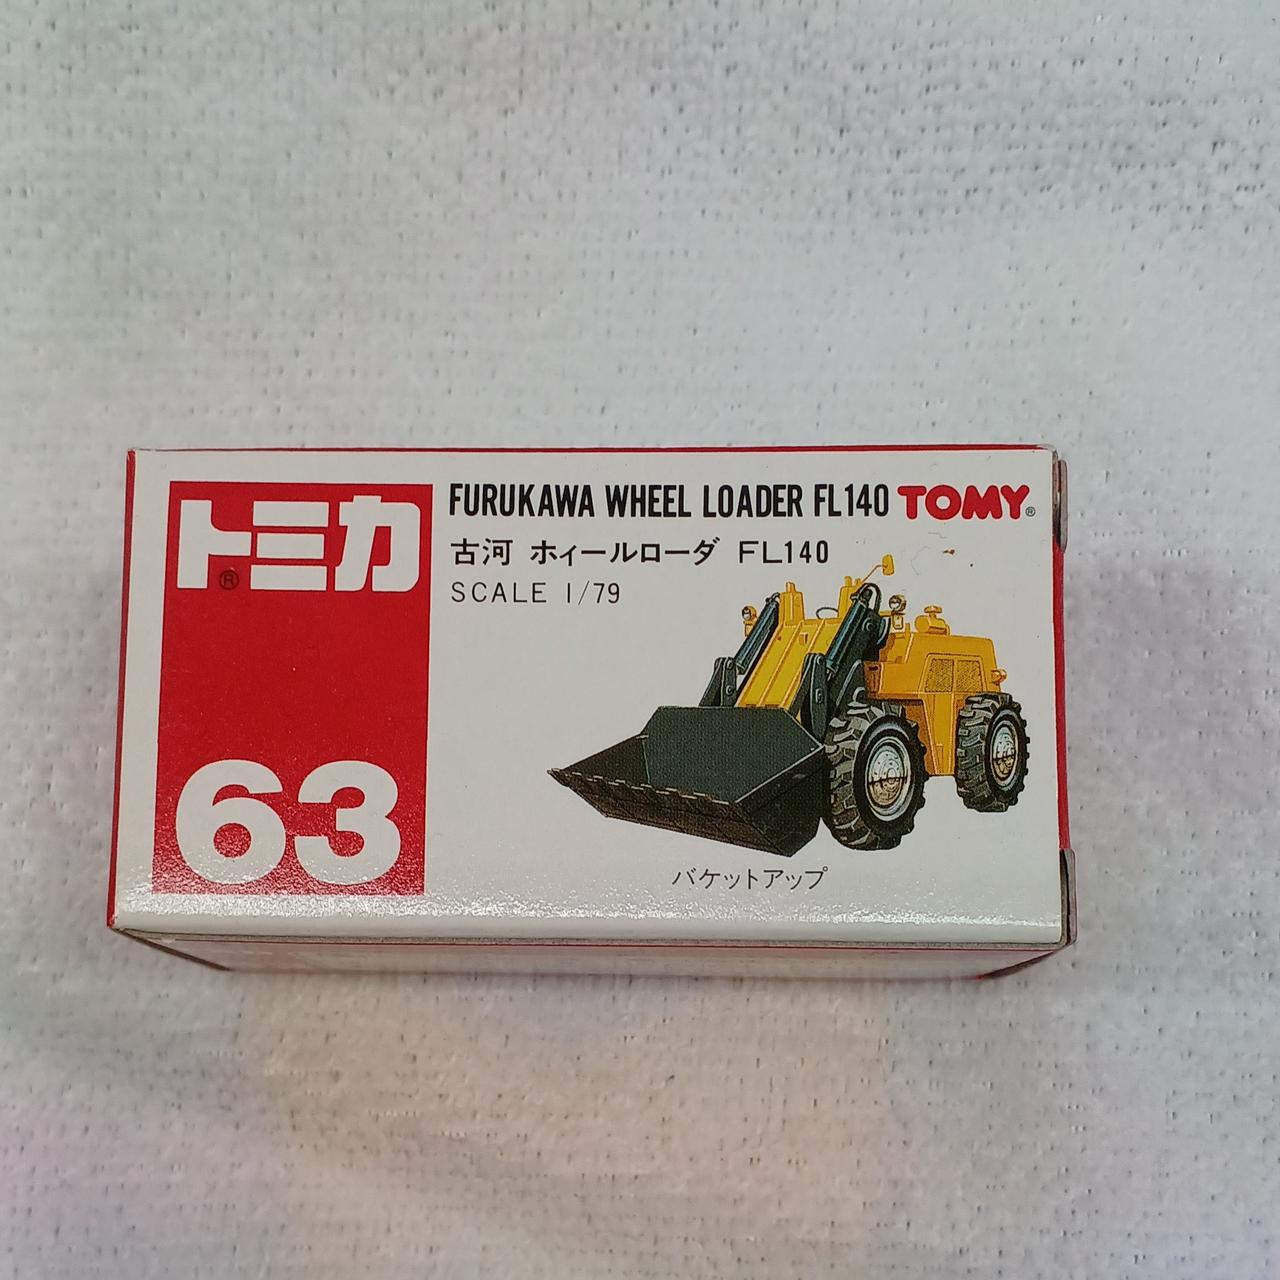 トミカ®
63
FURUKAWA WHEEL LOADER FL140 TOMY®
古河 ホィールローダ FL140
SCALE 1/79
バケットアップ